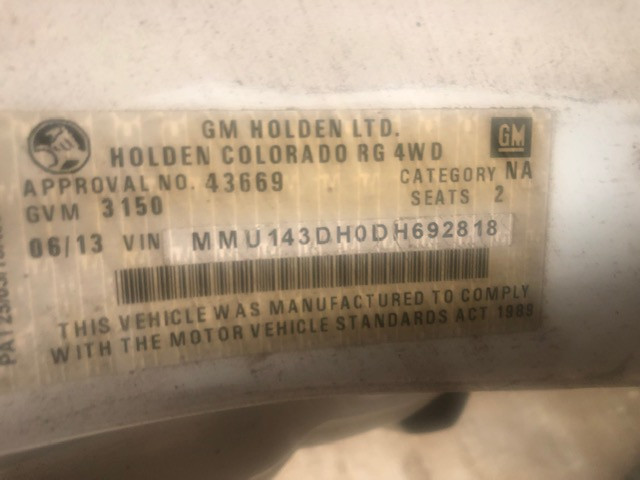 GM HOLDEN LTD.
GM
HOLDEN COLORADO RG 4WD
APPROVAL NO. 43669
CATEGORY NA
GVM 3150
SEATS 2
06/13 VIN MMU143DH0DH692818
THIS VEHICLE WAS MANUFACTURED TO COMPLY
WITH THE MOTOR VEHICLE STANDARDS ACT 1989